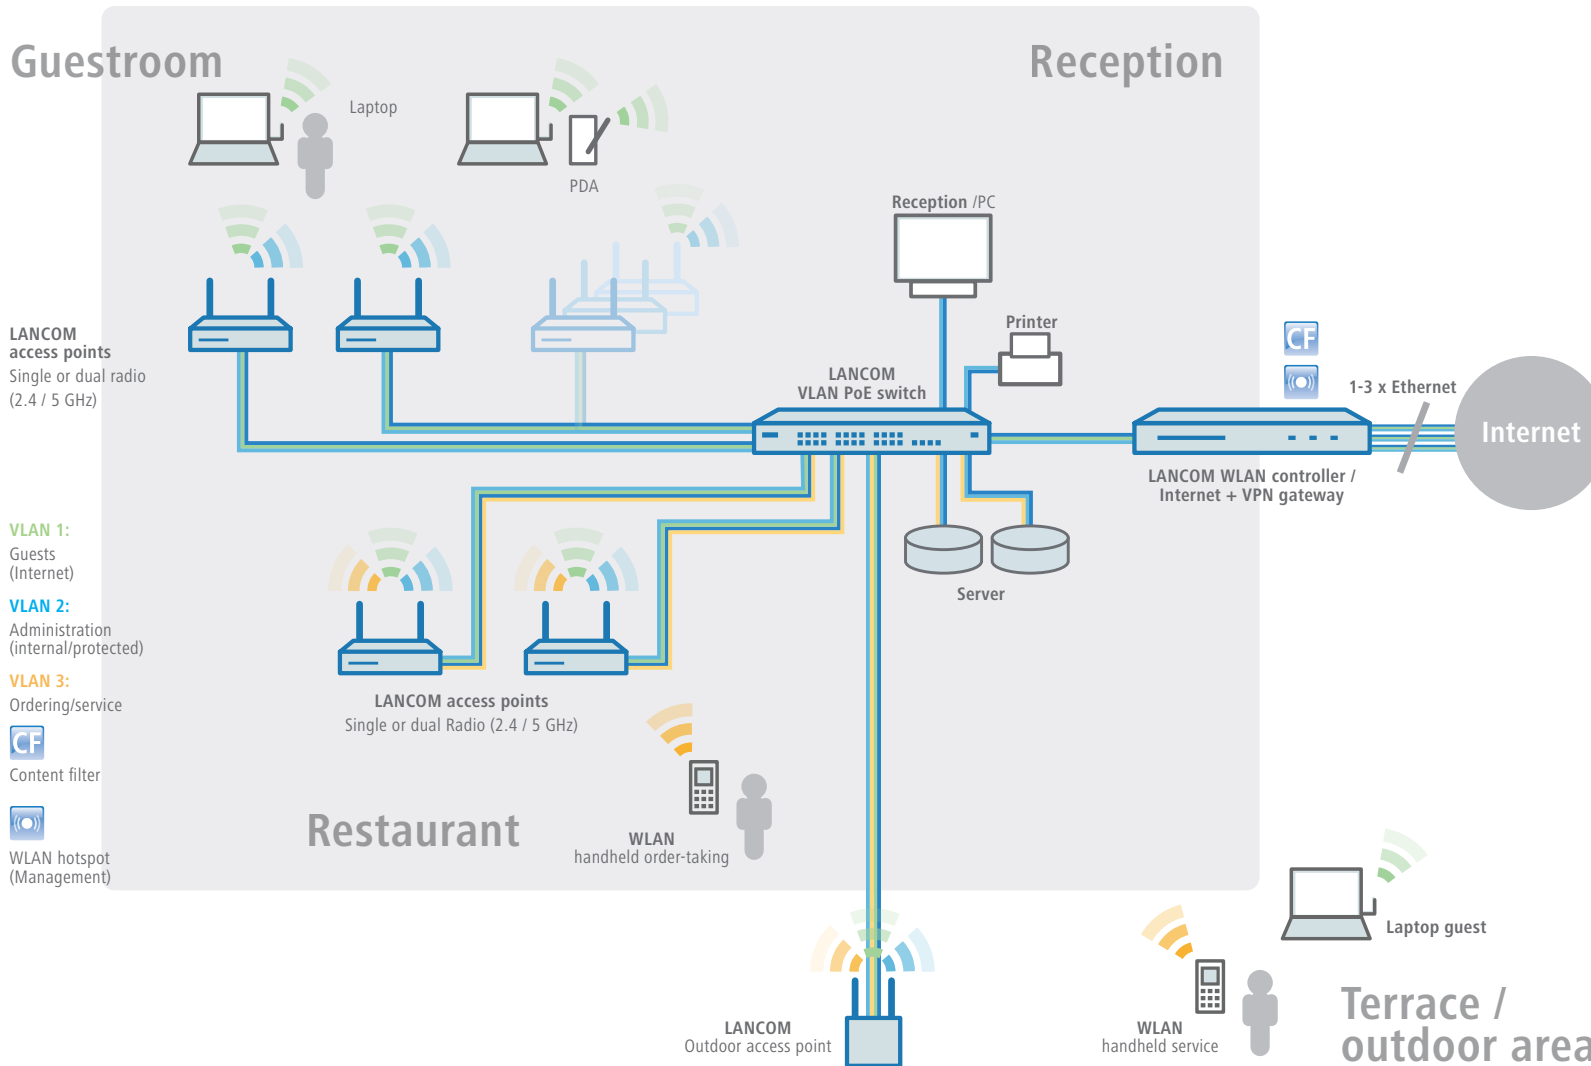 Guestroom
Reception
Laptop
PDA
Reception /PC
LANCOM
access points
Single or dual radio
(2.4 / 5 GHz)
Printer
LANCOM
VLAN PoE switch
CF
1-3 x Ethernet
Internet
LANCOM WLAN controller /
Internet + VPN gateway
VLAN 1:
Guests
(Internet)
VLAN 2:
Administration
(internal/protected)
VLAN 3:
Ordering/service
CF
Content filter
WLAN hotspot
(Management)
Server
LANCOM access points
Single or dual Radio (2.4 / 5 GHz)
Restaurant
WLAN
handheld order-taking
Laptop guest
LANCOM
Outdoor access point
WLAN
handheld service
Terrace /
outdoor area